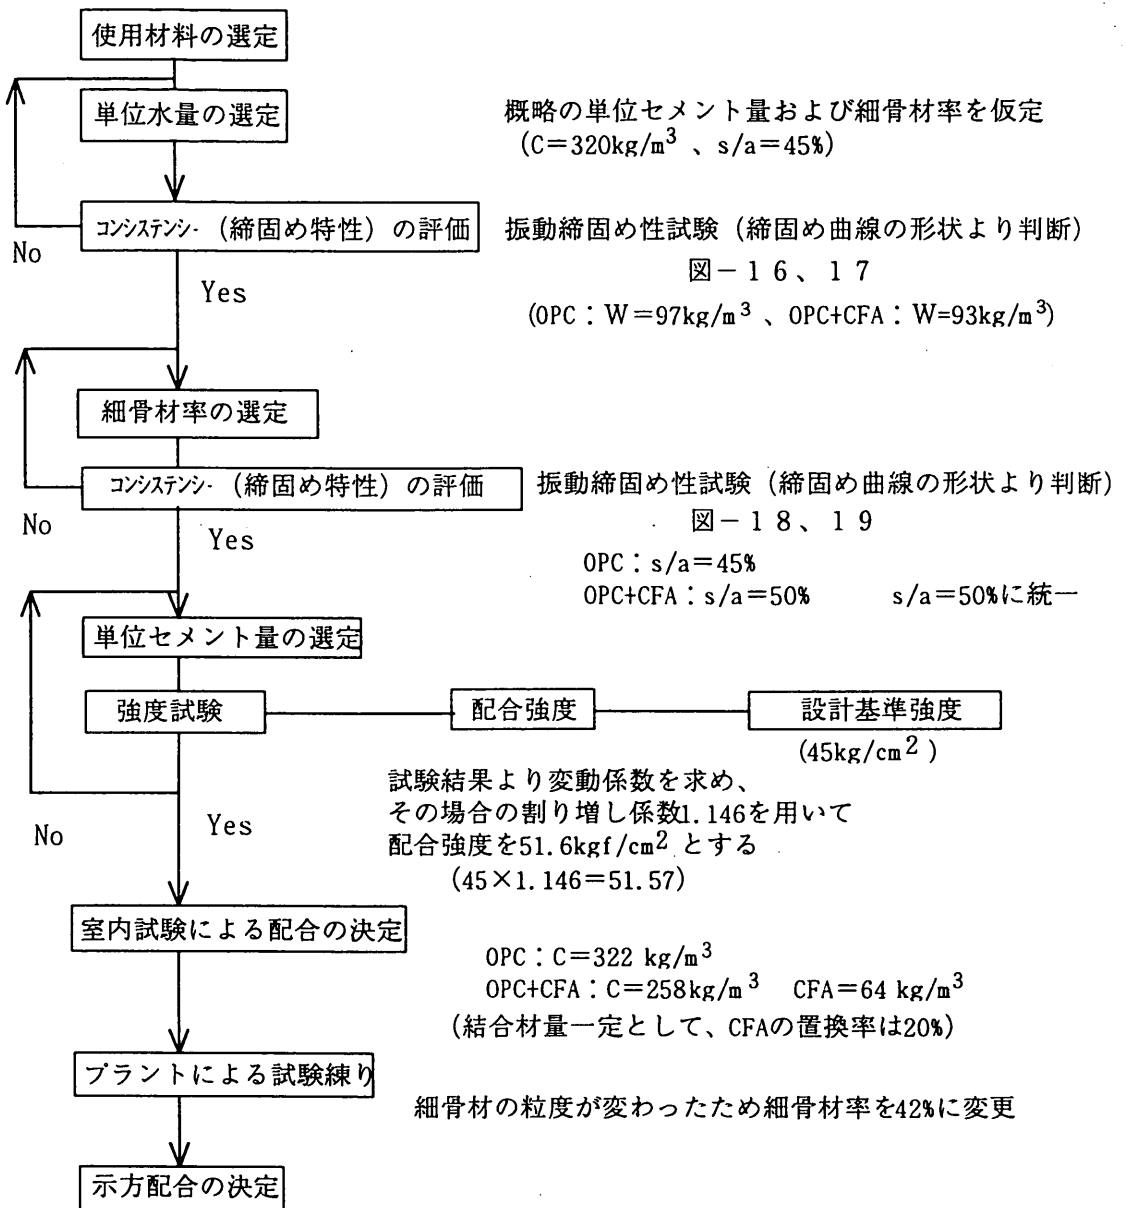 使用材料の選定
単位水量の選定
概略の単位セメント量および細骨材率を仮定
(C=320kg/m³ 、s/a=45%)
コンシステンシー (締固め特性) の評価
振動締固め性試験 (締固め曲線の形状より判断)
No
図-16、17
Yes
(OPC:W=97kg/m³ 、OPC+CFA:W=93kg/m³)
細骨材率の選定
コンシステンシー (締固め特性) の評価
振動締固め性試験 (締固め曲線の形状より判断)
No
図-18、19
Yes
OPC:s/a=45%
OPC+CFA:s/a=50% s/a=50%に統一
単位セメント量の選定
強度試験
配合強度
設計基準強度
(45kg/cm² )
試験結果より変動係数を求め、
その場合の割り増し係数1.146を用いて
No
Yes
配合強度を51.6kgf/cm² とする
(45×1.146=51.57)
室内試験による配合の決定
OPC:C=322 kg/m³
OPC+CFA:C=258kg/m³ CFA=64 kg/m³
(結合材量一定として、CFAの置換率は20%)
プラントによる試験練り
細骨材の粒度が変わったため細骨材率を42%に変更
示方配合の決定